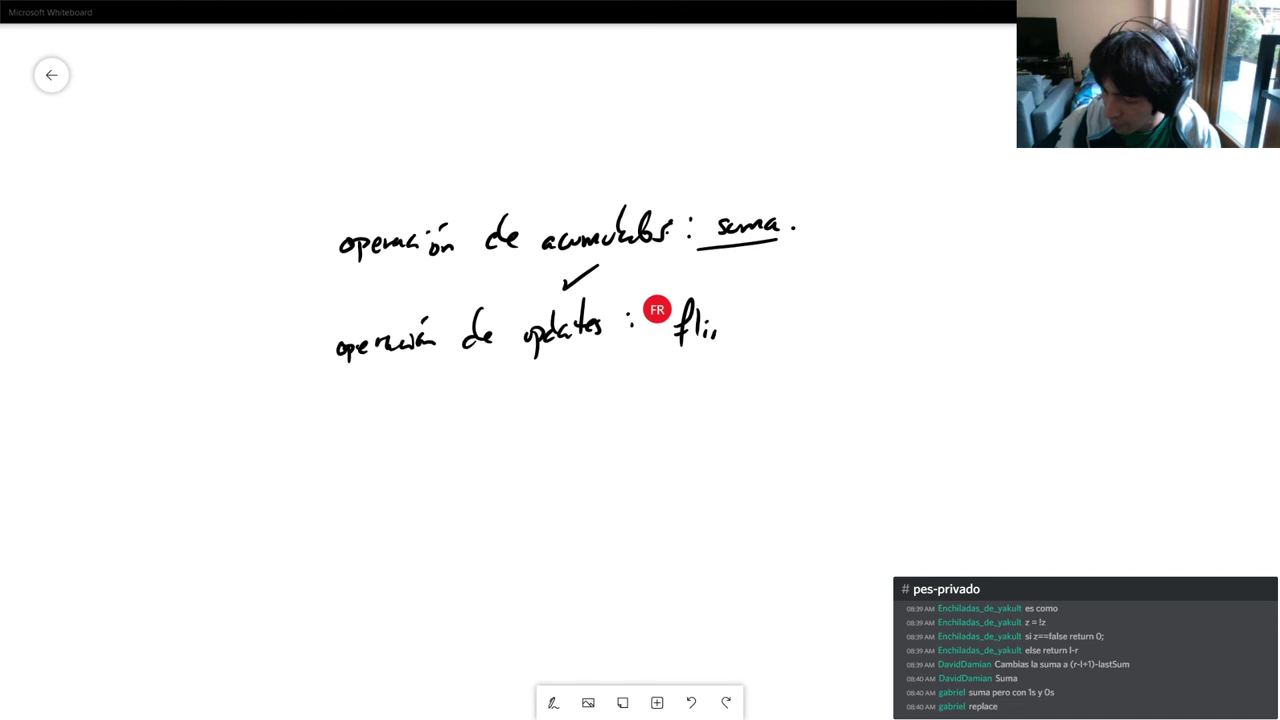 Microsoft Whiteboard
operación de acumulados : suma.
operación de updates : fli
FR
# pes-privado
08:39 AM Enchiladas_de_yakult es como
08:39 AM Enchiladas_de_yakult z = !z
08:39 AM Enchiladas_de_yakult si z==false return 0;
08:39 AM Enchiladas_de_yakult else return l-r
08:39 AM DavidDamian Cambias la suma a (r-l+1)-lastSum
08:40 AM DavidDamian Suma
08:40 AM gabriel suma pero con 1s y 0s
08:40 AM gabriel replace